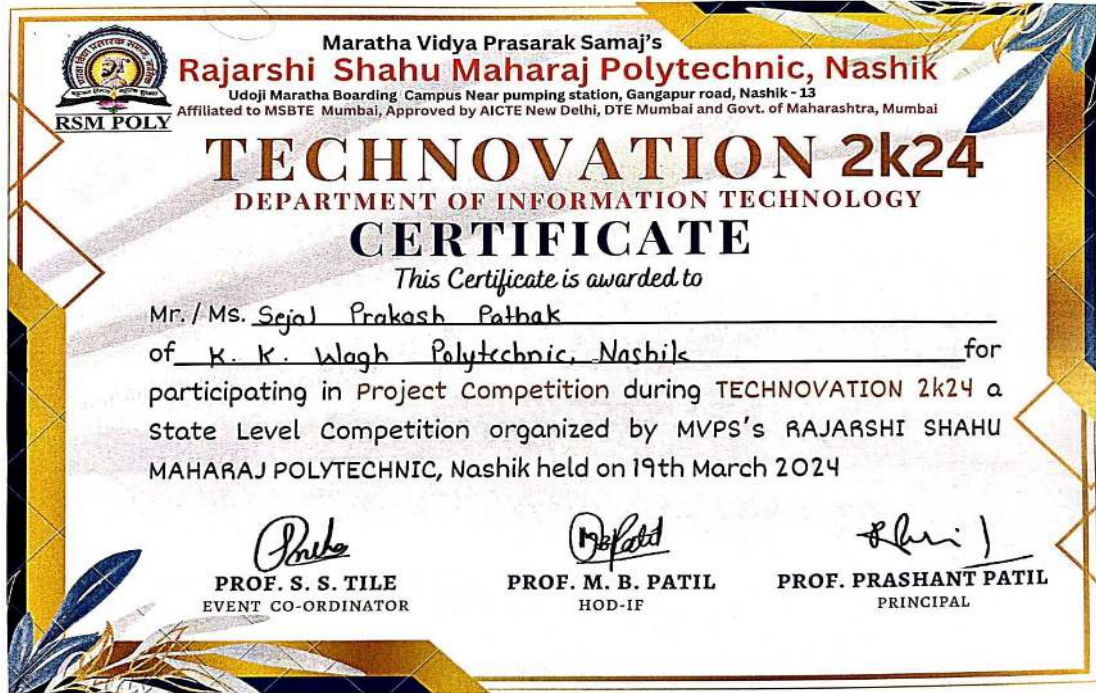 Maratha Vidya Prasarak Samaj's
Rajarshi Shahu Maharaj Polytechnic, Nashik
Udoji Maratha Boarding Campus Near pumping station, Gangapur road, Nashik - 13
Affiliated to MSBTE Mumbai, Approved by AICTE New Delhi, DTE Mumbai and Govt. of Maharashtra, Mumbai
RSM POLY
TECHNOVATION 2k24
DEPARTMENT OF INFORMATION TECHNOLOGY
CERTIFICATE
This Certificate is awarded to
Mr./Ms. Sejal Prakash Pathak
of K. K. Wagh Polytechnic, Nashik for
participating in Project Competition during TECHNOVATION 2k24 a
State Level Competition organized by MVPS's RAJARSHI SHAHU
MAHARAJ POLYTECHNIC, Nashik held on 19th March 2024
PROF. S. S. TILE PROF. M. B. PATIL PROF. PRASHANT PATIL
EVENT CO-ORDINATOR HOD-IF PRINCIPAL